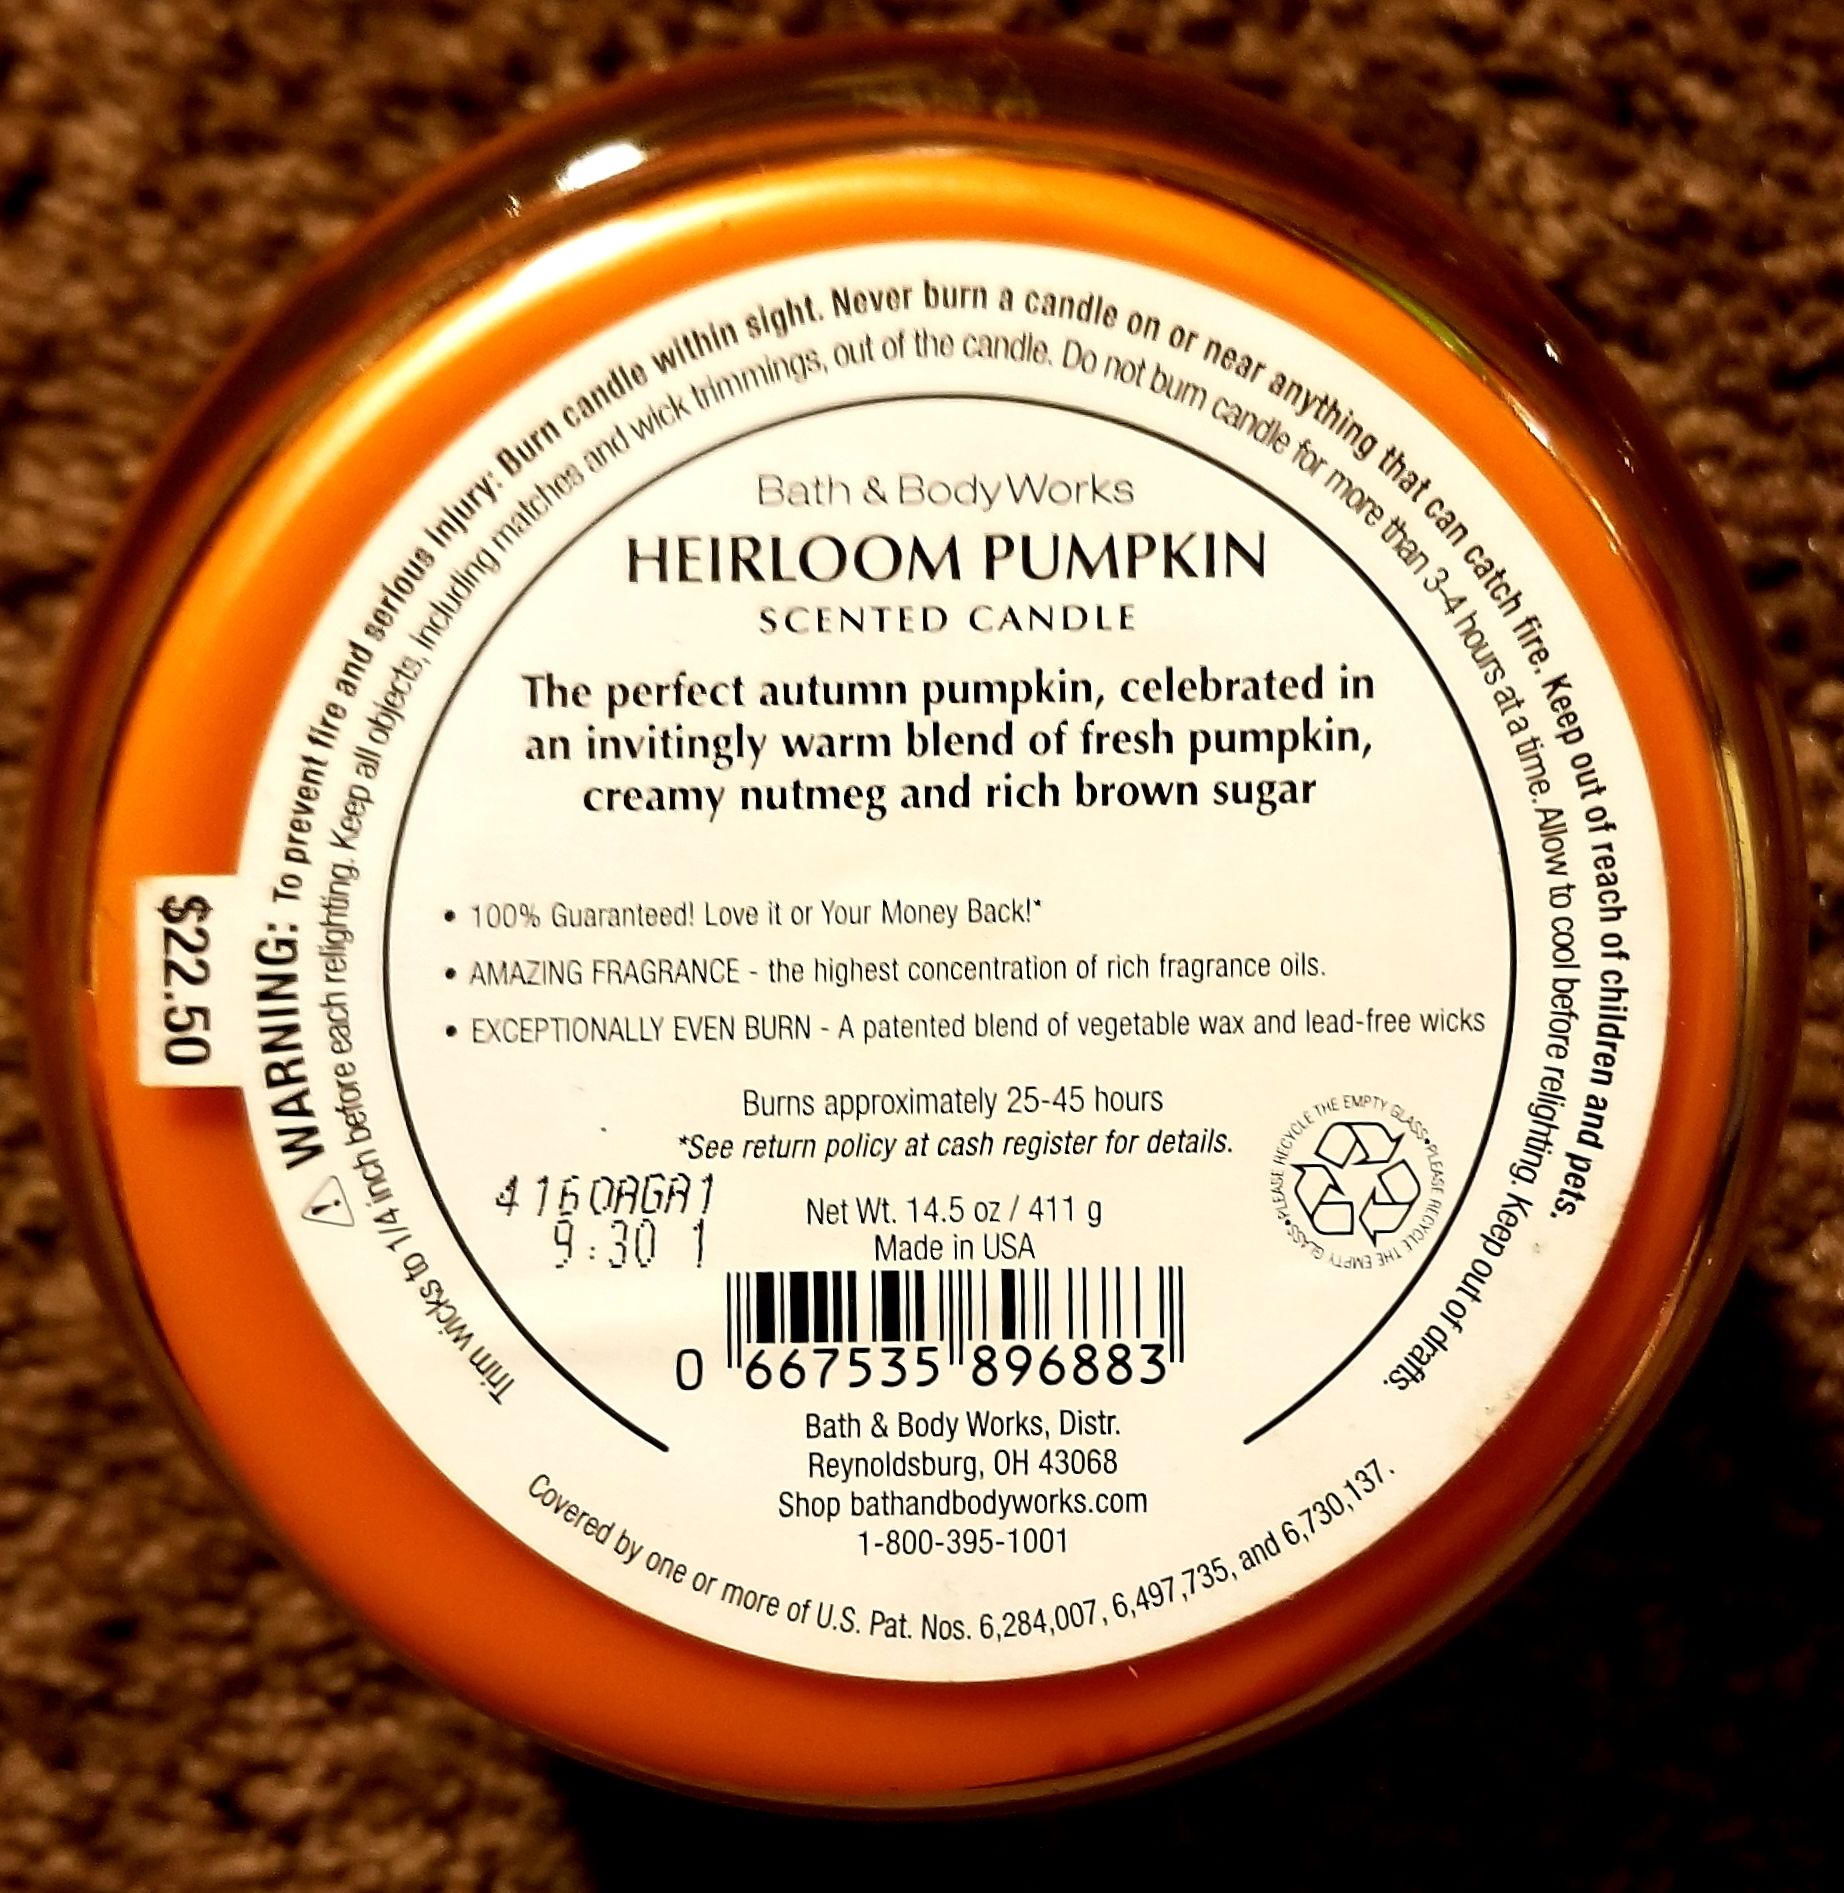 ⚠ WARNING: To prevent fire and serious injury: Burn candle within sight. Never burn a candle on or near anything that can catch fire. Keep out of reach of children and pets.
Trim wicks to 1/4 inch before each relighting. Keep all objects, including matches and wick trimmings, out of the candle. Do not burn candle for more than 3-4 hours at a time. Allow to cool before relighting. Keep out of drafts.
$22.50
Bath & Body Works
HEIRLOOM PUMPKIN
SCENTED CANDLE
The perfect autumn pumpkin, celebrated in
an invitingly warm blend of fresh pumpkin,
creamy nutmeg and rich brown sugar
• 100% Guaranteed! Love it or Your Money Back!*
• AMAZING FRAGRANCE - the highest concentration of rich fragrance oils.
• EXCEPTIONALLY EVEN BURN - A patented blend of vegetable wax and lead-free wicks
Burns approximately 25-45 hours
*See return policy at cash register for details.
PLEASE RECYCLE THE EMPTY GLASS•PLEASE RECYCLE THE EMPTY GLASS•
4160AGA1
9:30 1
Net Wt. 14.5 oz / 411 g
Made in USA
0 667535 896883
Bath & Body Works, Distr.
Reynoldsburg, OH 43068
Shop bathandbodyworks.com
1-800-395-1001
Covered by one or more of U.S. Pat. Nos. 6,284,007, 6,497,735, and 6,730,137.